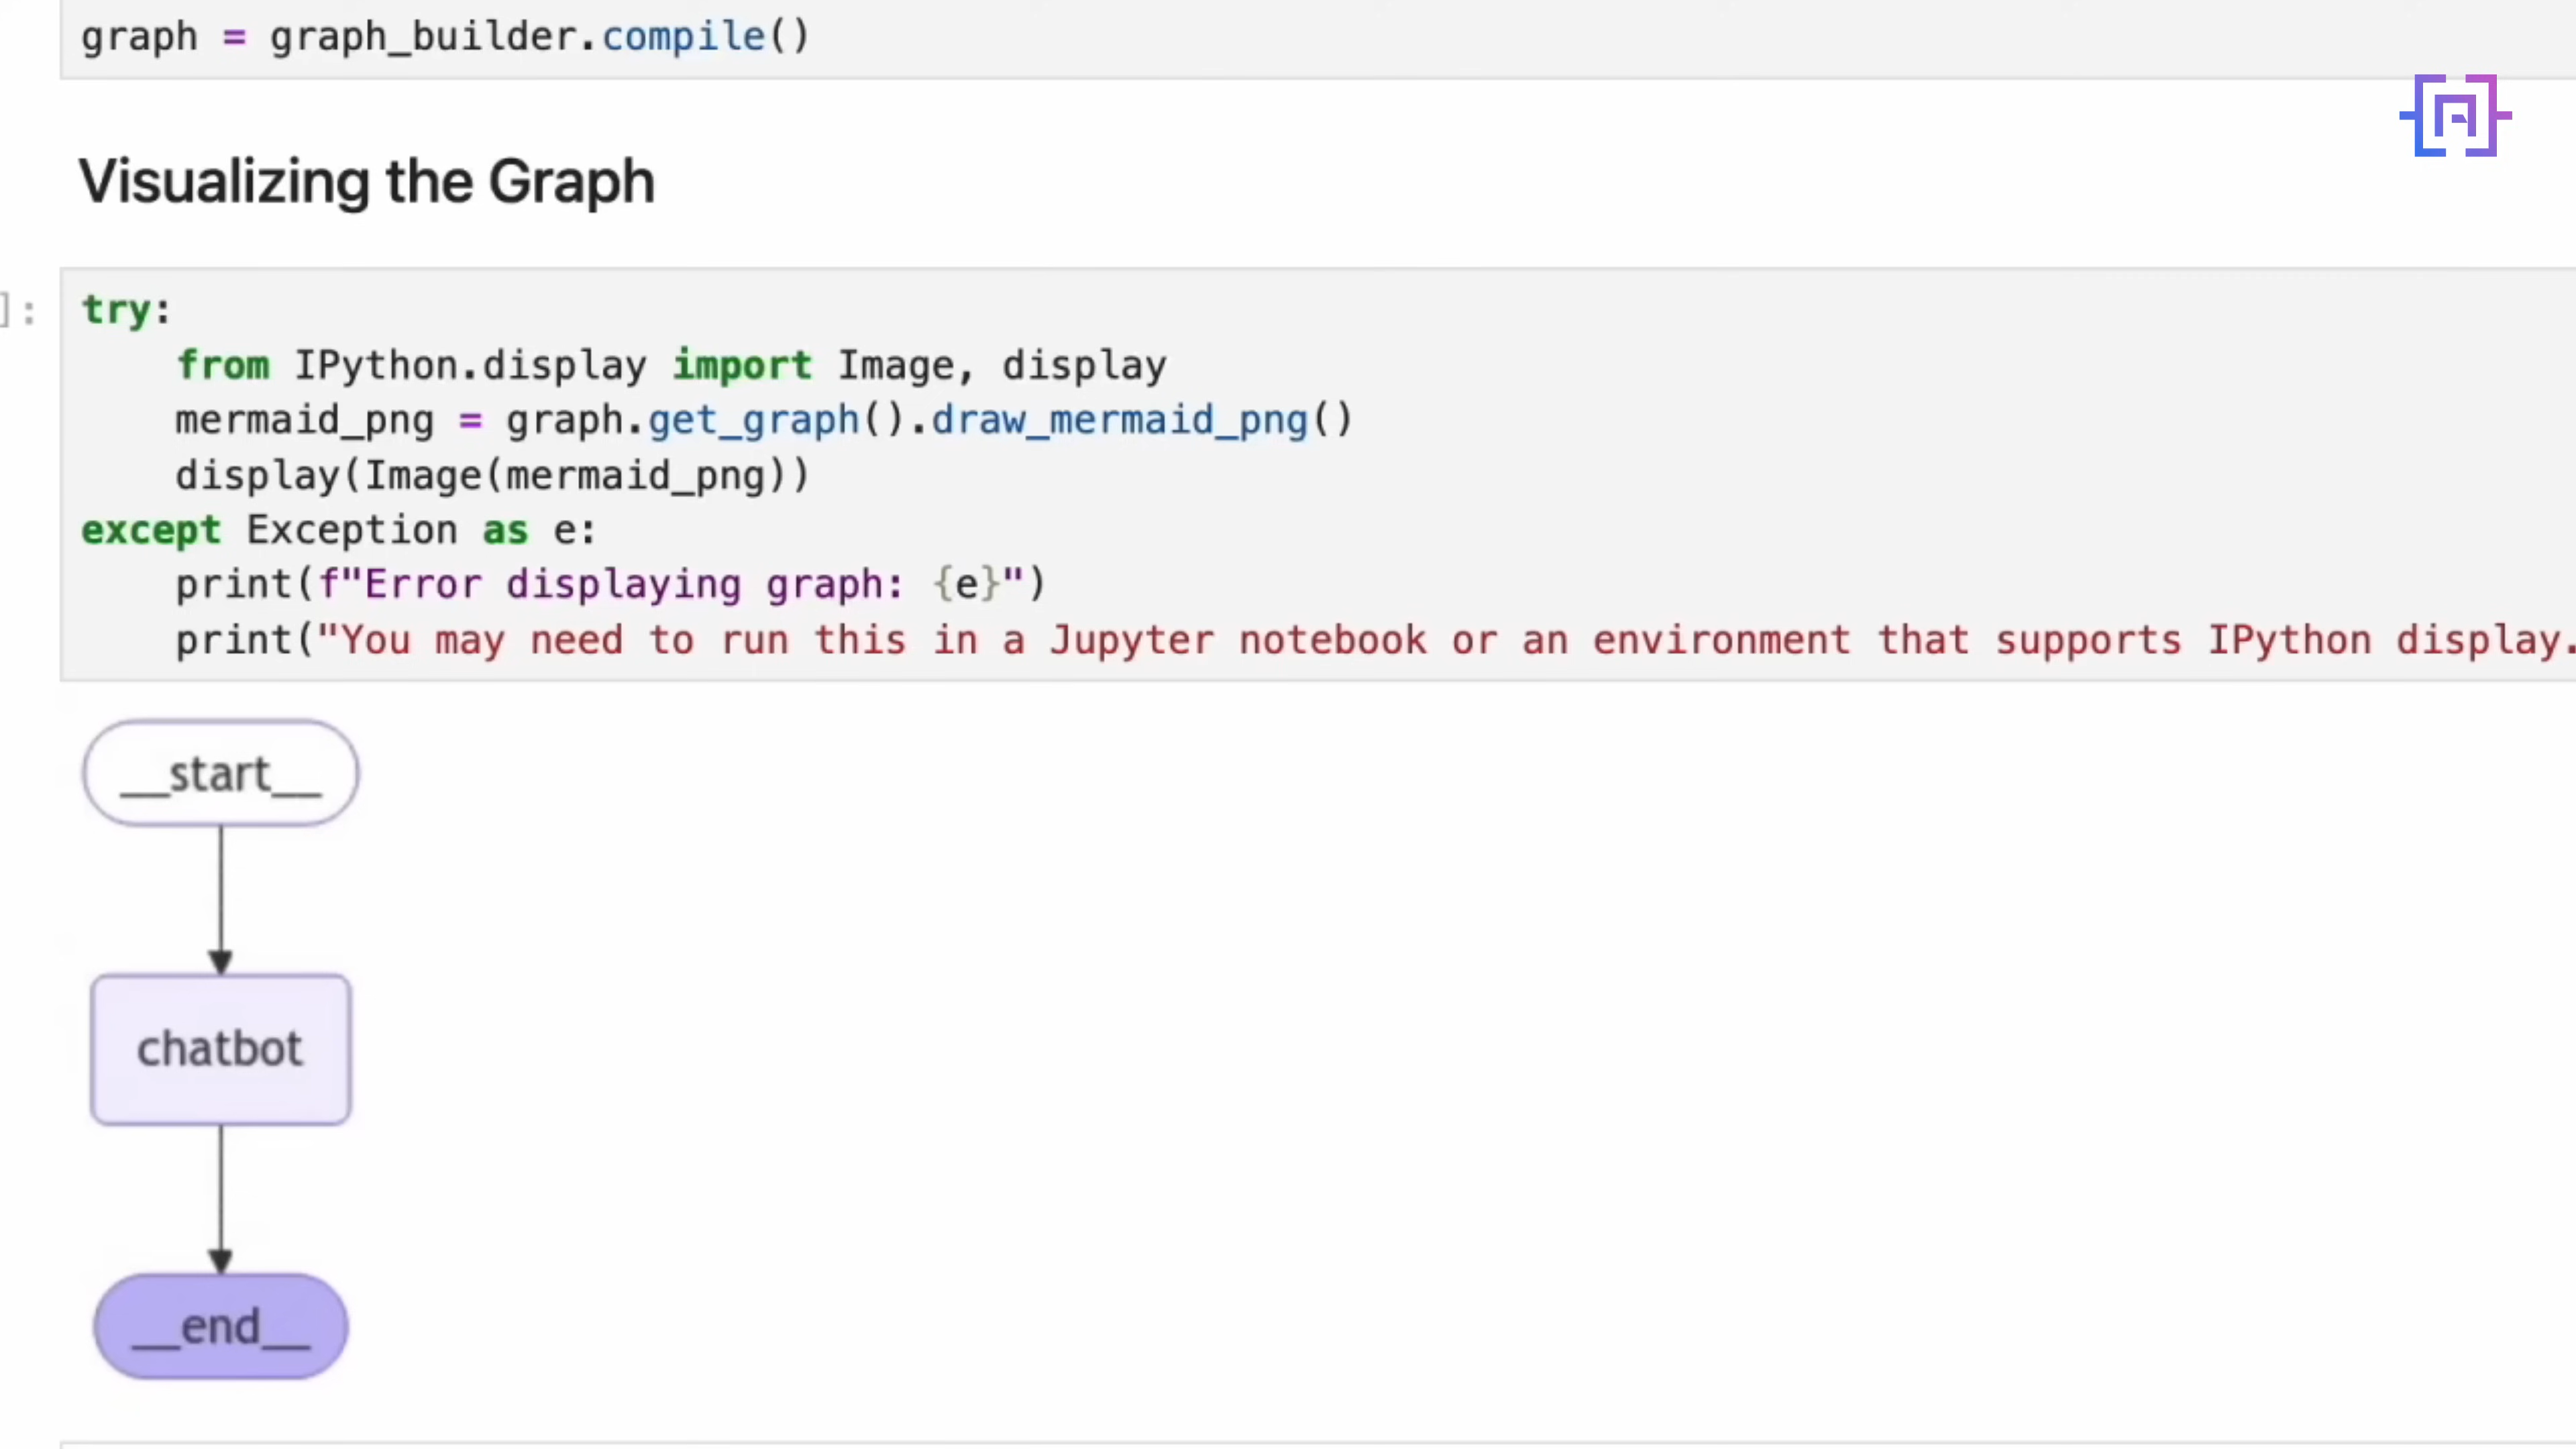 graph = graph_builder.compile()
Visualizing the Graph
]:
try:
    from IPython.display import Image, display
    mermaid_png = graph.get_graph().draw_mermaid_png()
    display(Image(mermaid_png))
except Exception as e:
    print(f"Error displaying graph: {e}")
    print("You may need to run this in a Jupyter notebook or an environment that supports IPython display.
__start__
chatbot
__end__